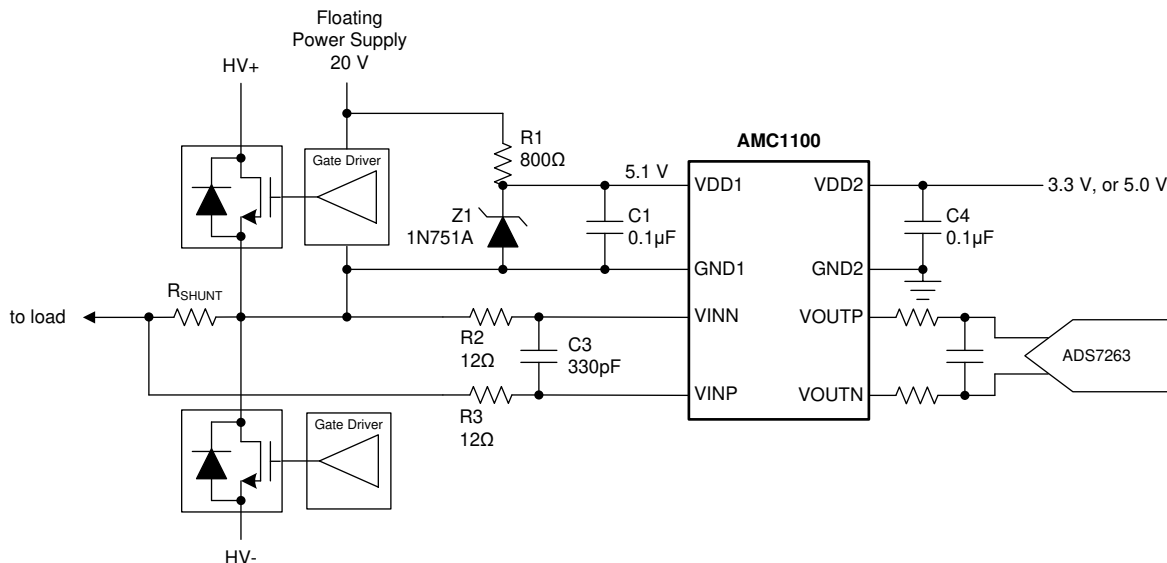 Floating
Power Supply
20 V
HV+
Gate Driver
R1
800Ω
5.1 V
Z1
1N751A
C1
0.1µF
AMC1100
VDD1
VDD2
GND1
GND2
VINN
VOUTP
VINP
VOUTN
3.3 V, or 5.0 V
C4
0.1µF
RSHUNT
to load
R2
12Ω
C3
330pF
R3
12Ω
ADS7263
Gate Driver
HV-